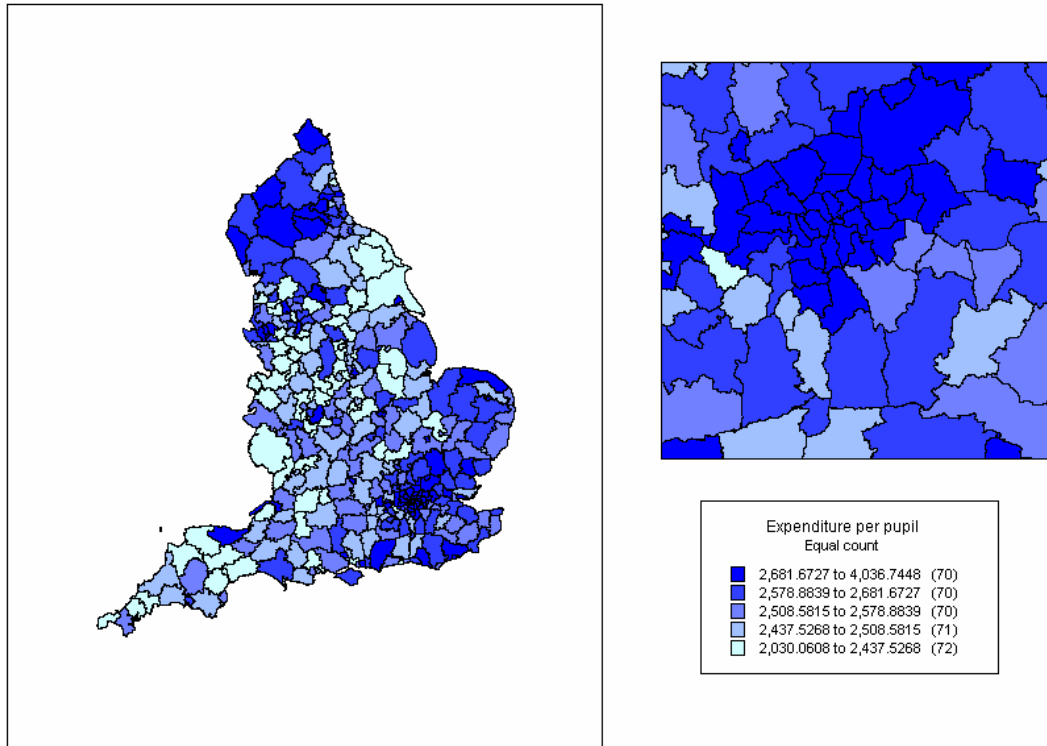 Expenditure per pupil
Equal count
2,681.6727 to 4,036.7448 (70)
2,578.8839 to 2,681.6727 (70)
2,508.5815 to 2,578.8839 (70)
2,437.5268 to 2,508.5815 (71)
2,030.0608 to 2,437.5268 (72)